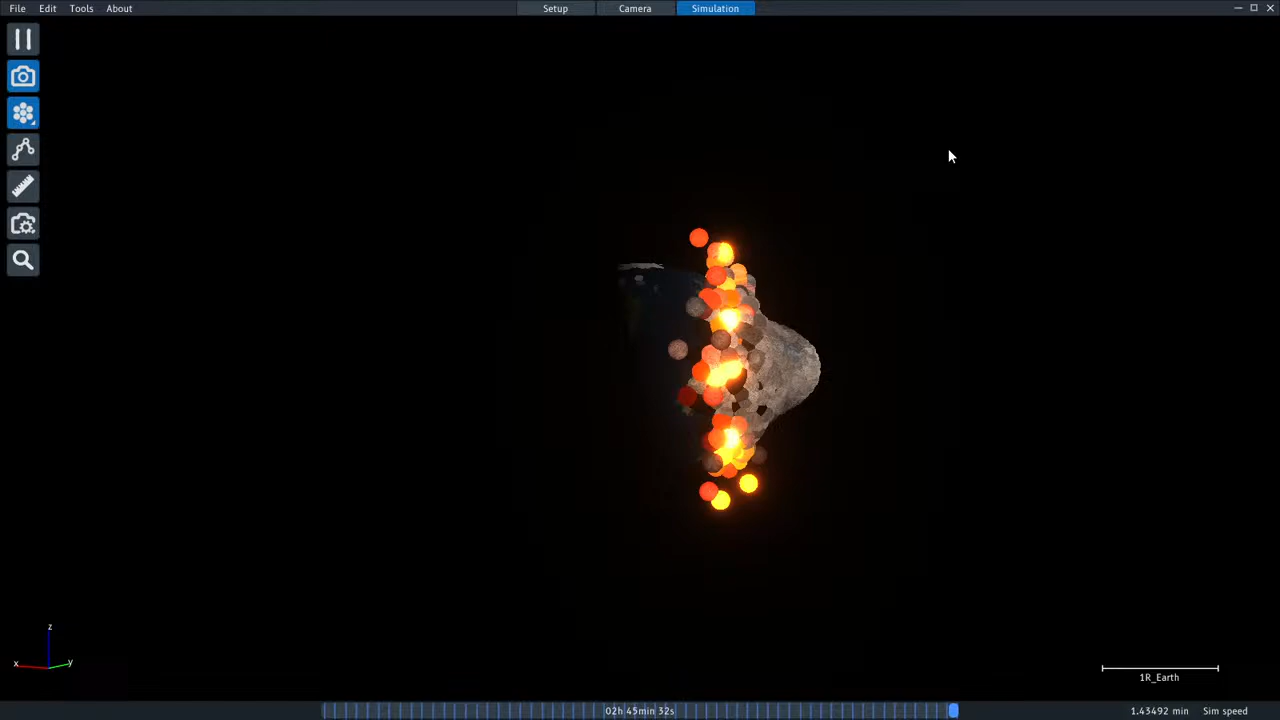 File Edit Tools About Setup Camera Simulation
z
x y
1R_Earth
02h 45min 32s 1.43492 min Sim speed